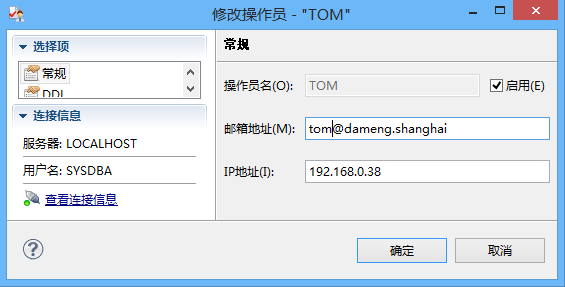 修改操作员 - "TOM"
选择项
常规
DDL
连接信息
服务器: LOCALHOST
用户名: SYSDBA
查看连接信息
常规
操作员名(O): TOM 启用(E)
邮箱地址(M): tom@dameng.shanghai
IP地址(I): 192.168.0.38
确定 取消